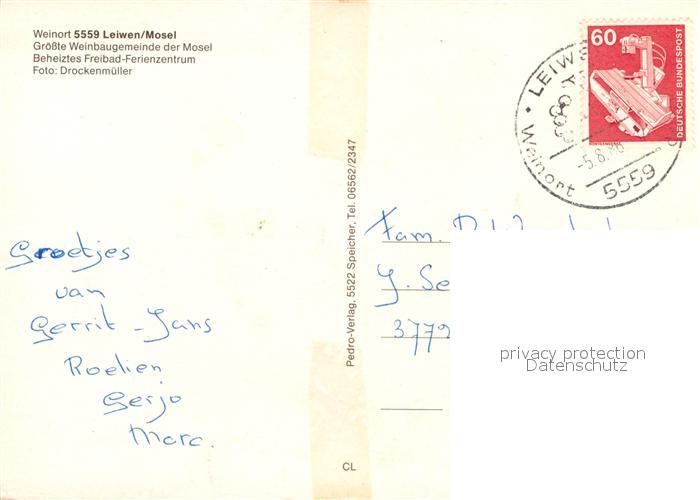 Weinort 5559 Leiwen/Mosel
Größte Weinbaugemeinde der Mosel
Beheiztes Freibad-Ferienzentrum
Foto: Drockenmüller
60
DEUTSCHE BUNDESPOST
Weinort
5559
Pedro-Verlag, 5522 Speicher, Tel. 06562/2347
Groetjes
van
Gerrit-Jans
Roelien
Gerjo
Marc.
Fam.
3772
privacy protection
Datenschutz
CL